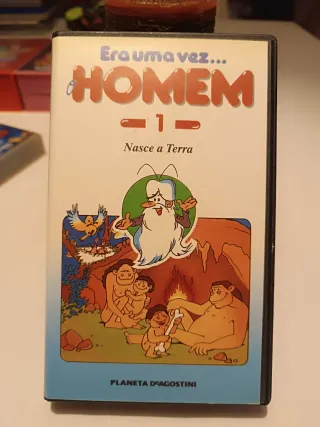 Era uma vez...
o HOMEM
1
Nasce a Terra
PLANETA DeAGOSTINI